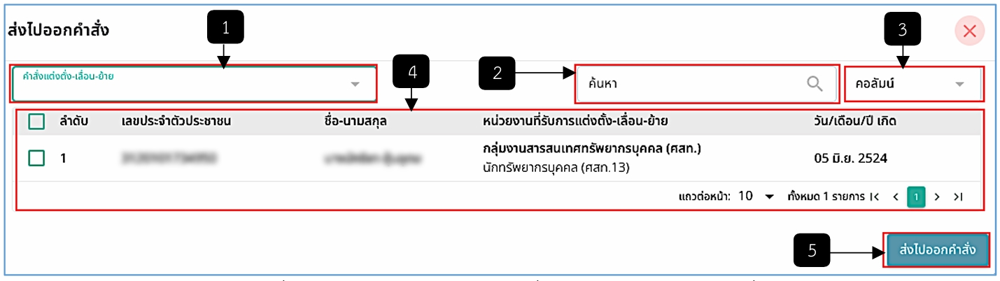 ส่งไปออกคำสั่ง
1
3
คำสั่งแต่งตั้ง-เลื่อน-ย้าย
4
2
ค้นหา
คอลัมน์
ลำดับ เลขประจำตัวประชาชน ชื่อ-นามสกุล หน่วยงานที่รับการแต่งตั้ง-เลื่อน-ย้าย วัน/เดือน/ปี เกิด
1 กลุ่มงานสารสนเทศทรัพยากรบุคคล (ศสท.) 05 มิ.ย. 2524
นักทรัพยากรบุคคล (ศสท.13)
แถวต่อหน้า: 10 ทั้งหมด 1 รายการ 1
5
ส่งไปออกคำสั่ง